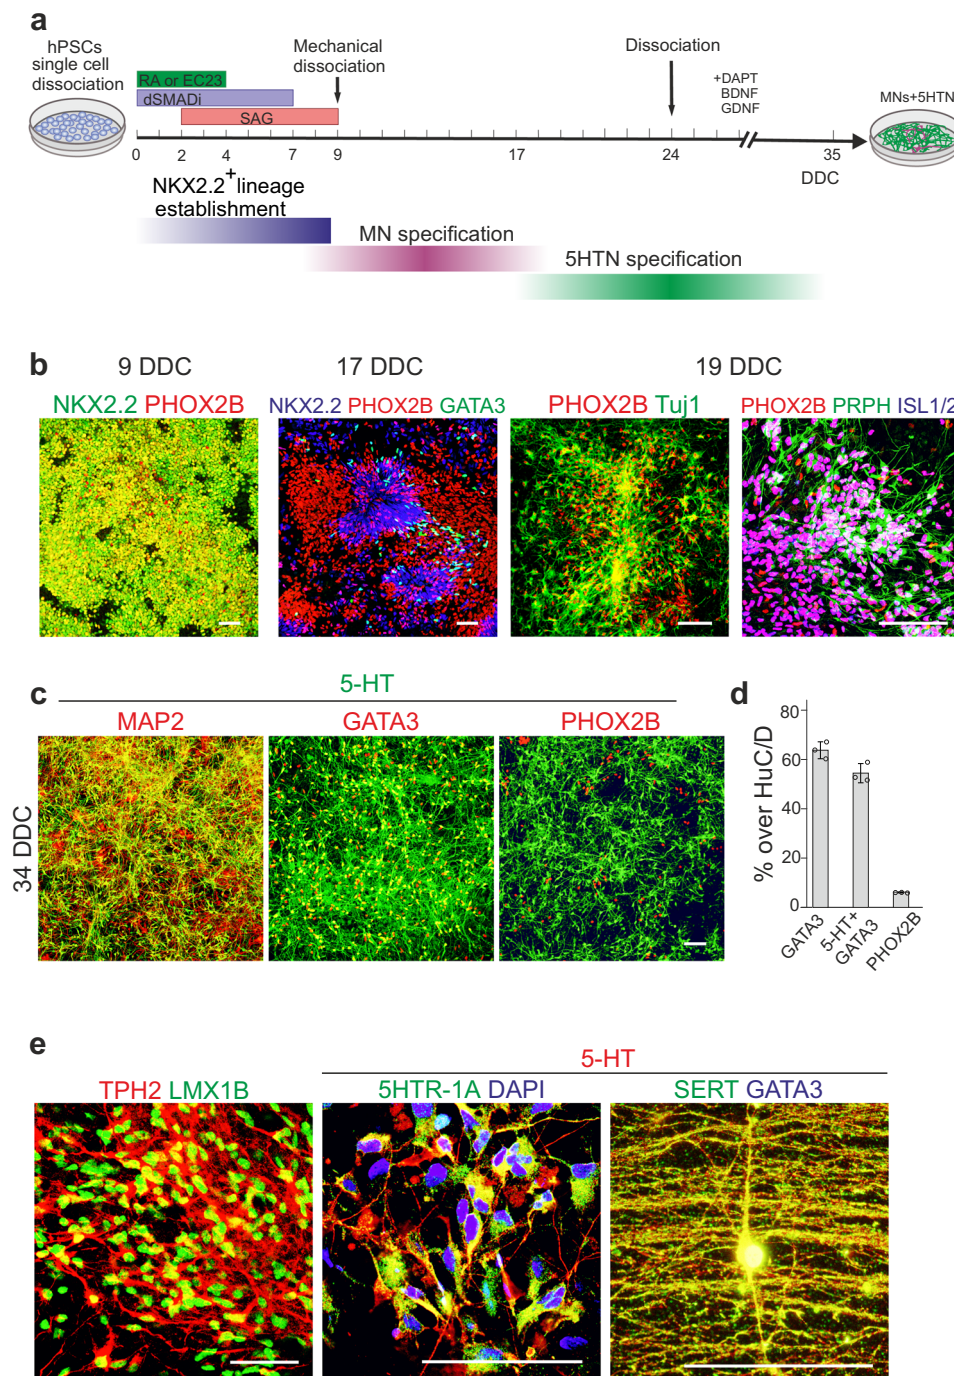 a
hPSCs
single cell
dissociation
RA or EC23
dSMADi
SAG
Mechanical
dissociation
Dissociation
+DAPT
BDNF
GDNF
MNs+5HTN
0 2 4 7 9 17 24 35
DDC
NKX2.2+lineage
establishment
MN specification
5HTN specification
b
9 DDC 17 DDC 19 DDC
NKX2.2 PHOX2B
NKX2.2 PHOX2B GATA3
PHOX2B Tuj1
PHOX2B PRPH ISL1/2
c
5-HT
MAP2 GATA3 PHOX2B
34 DDC
d
% over HuC/D
80
60
40
20
0
GATA3
5-HT+
GATA3
PHOX2B
e
5-HT
TPH2 LMX1B
5HTR-1A DAPI
SERT GATA3